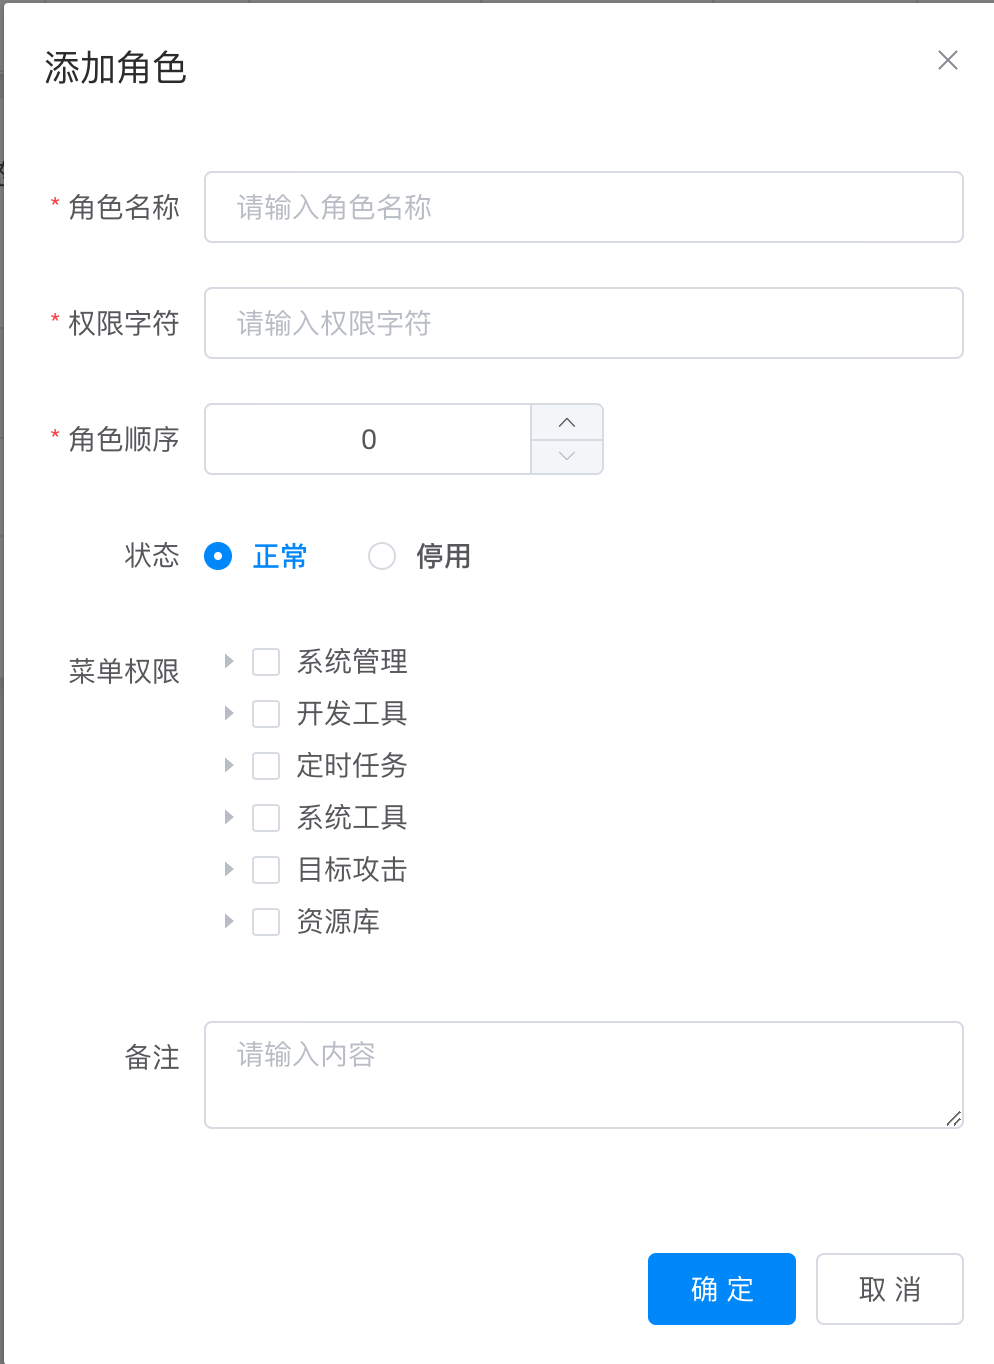 添加角色
* 角色名称 请输入角色名称
* 权限字符 请输入权限字符
* 角色顺序 0
状态 正常 停用
菜单权限 系统管理
开发工具
定时任务
系统工具
目标攻击
资源库
备注 请输入内容
确 定 取 消